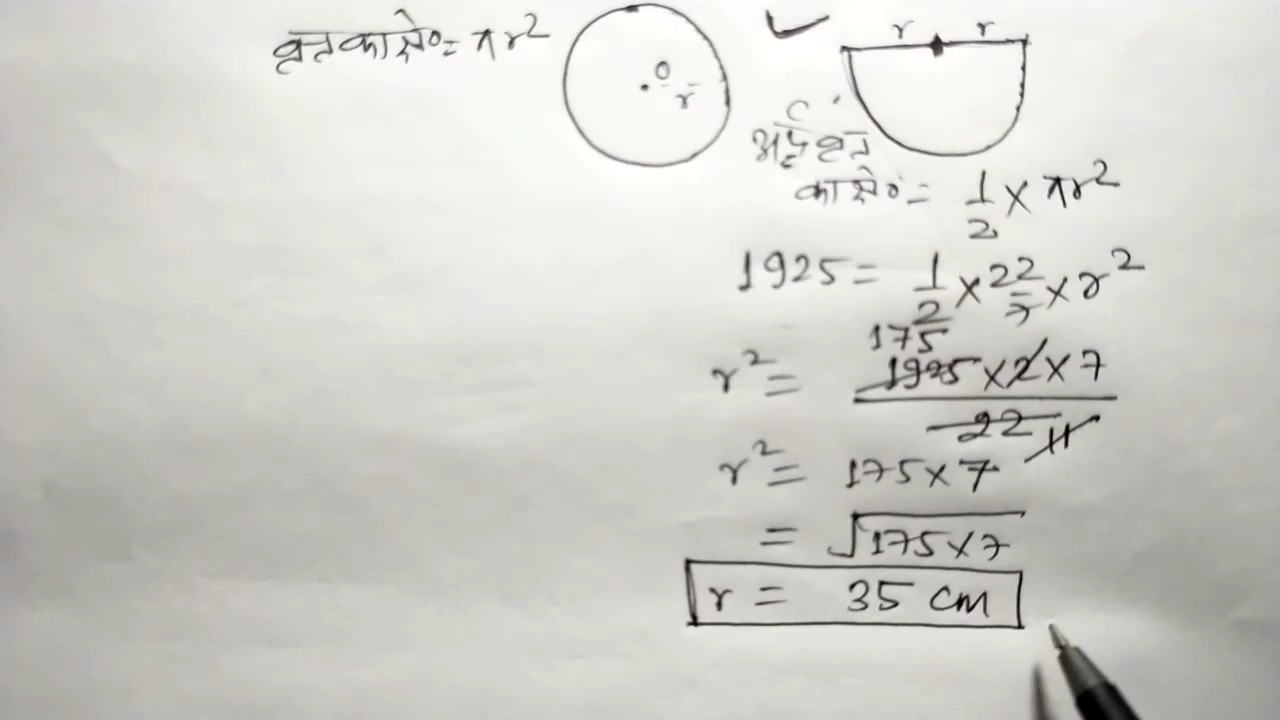 वृत का क्षे० = πr²
O
r
r r
अर्द्ध वृत
का क्षे० = 1/2 × πr²
1925 = 1/2 × 22/7 × r²
175
r² = 1925 × 2 × 7 / 22 11
r² = 175 × 7
= √175 × 7
r = 35 cm